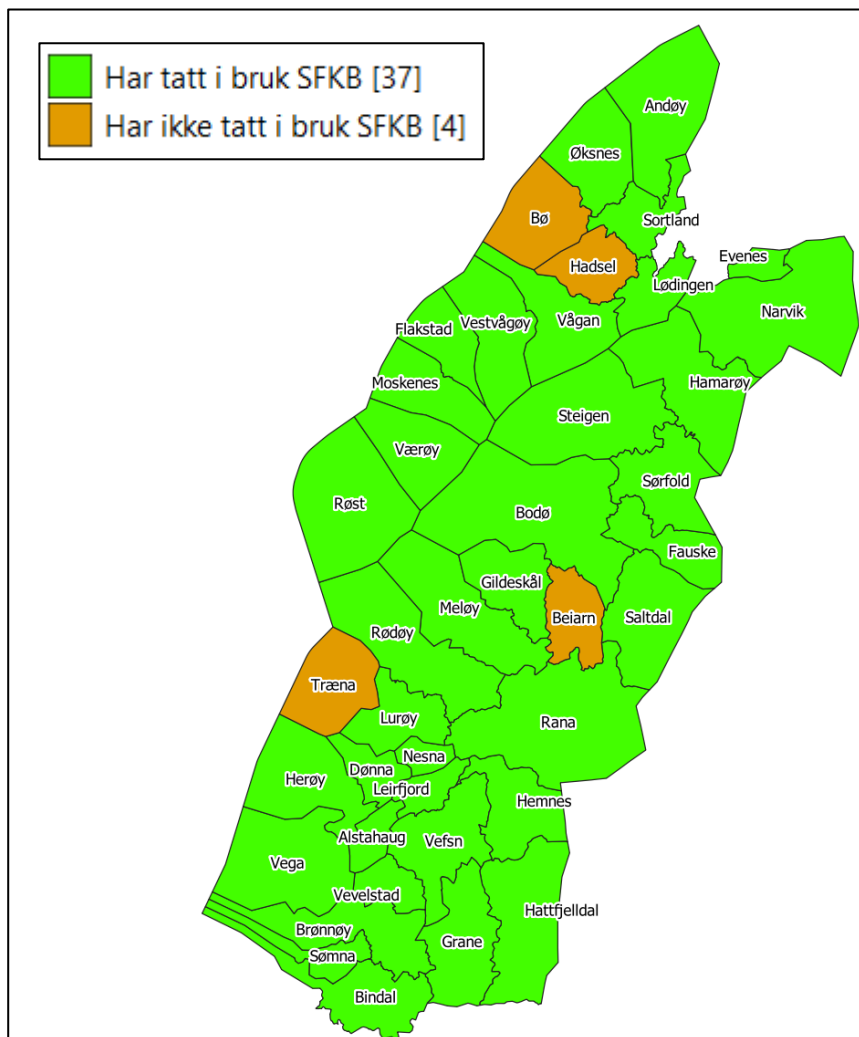 Har tatt i bruk SFKB [37]
Har ikke tatt i bruk SFKB [4]
Andøy
Øksnes
Bø
Sortland
Hadsel
Evenes
Lødingen
Narvik
Flakstad
Vestvågøy
Vågan
Moskenes
Hamarøy
Steigen
Værøy
Sørfold
Røst
Bodø
Fauske
Gildeskål
Meløy
Beiarn
Saltdal
Rødøy
Træna
Lurøy
Rana
Nesna
Dønna
Herøy
Leirfjord
Hemnes
Alstahaug
Vefsn
Vega
Vevelstad
Hattfjelldal
Brønnøy
Grane
Sømna
Bindal